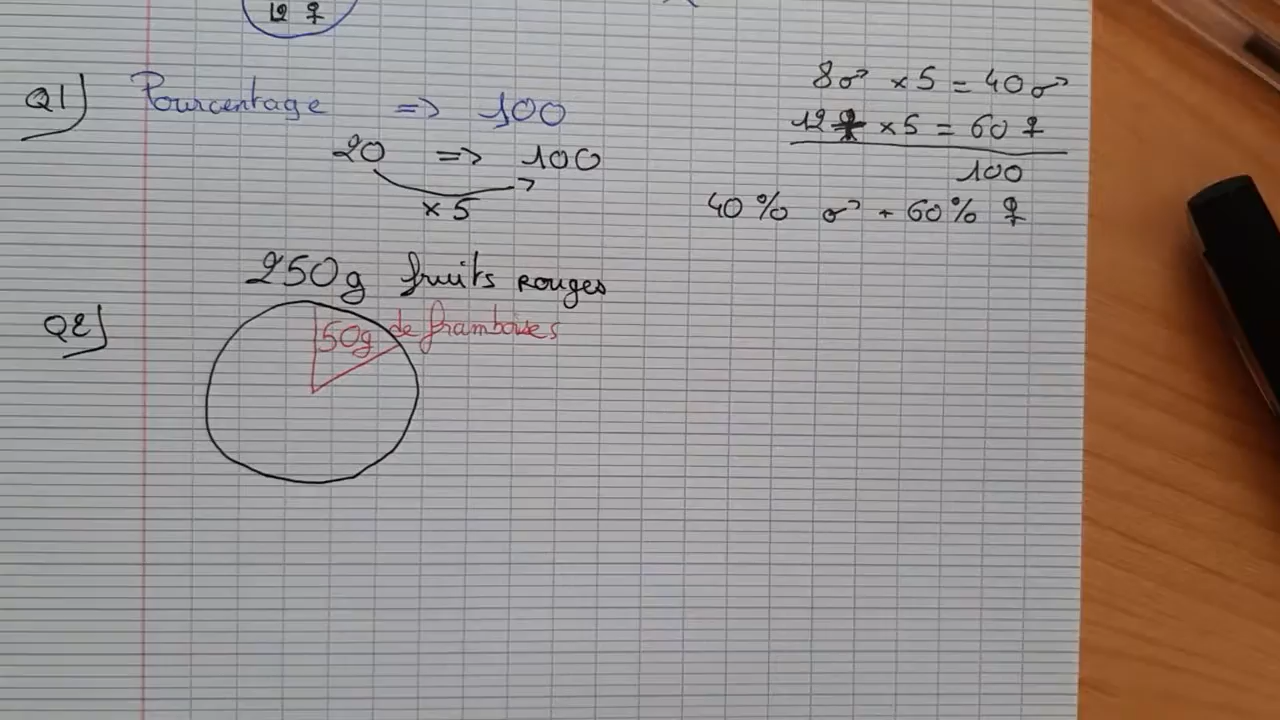 12 ♀
Q1) Pourcentage => 100
20 => 100
x 5
8♂ x 5 = 40♂
12 ♀ x 5 = 60 ♀
100
40% ♂ + 60% ♀
250g fruits rouges
Q2)
50g de framboises